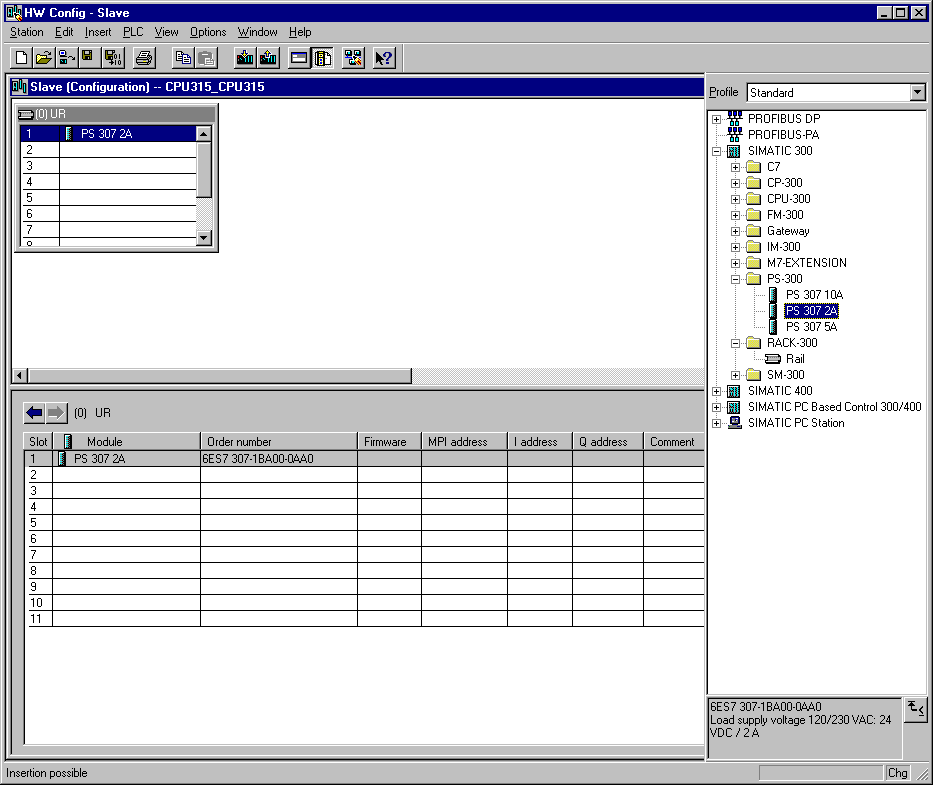 HW Config - Slave
Station Edit Insert PLC View Options Window Help
Slave (Configuration) -- CPU315_CPU315
(0) UR
1 PS 307 2A
2
3
4
5
6
7
8
(0) UR
Slot Module Order number Firmware MPI address I address Q address Comment
1 PS 307 2A 6ES7 307-1BA00-0AA0
2
3
4
5
6
7
8
9
10
11
Profile Standard
PROFIBUS DP
PROFIBUS-PA
SIMATIC 300
C7
CP-300
CPU-300
FM-300
Gateway
IM-300
M7-EXTENSION
PS-300
PS 307 10A
PS 307 2A
PS 307 5A
RACK-300
Rail
SM-300
SIMATIC 400
SIMATIC PC Based Control 300/400
SIMATIC PC Station
6ES7 307-1BA00-0AA0
Load supply voltage 120/230 VAC: 24
VDC / 2 A
Insertion possible
Chg